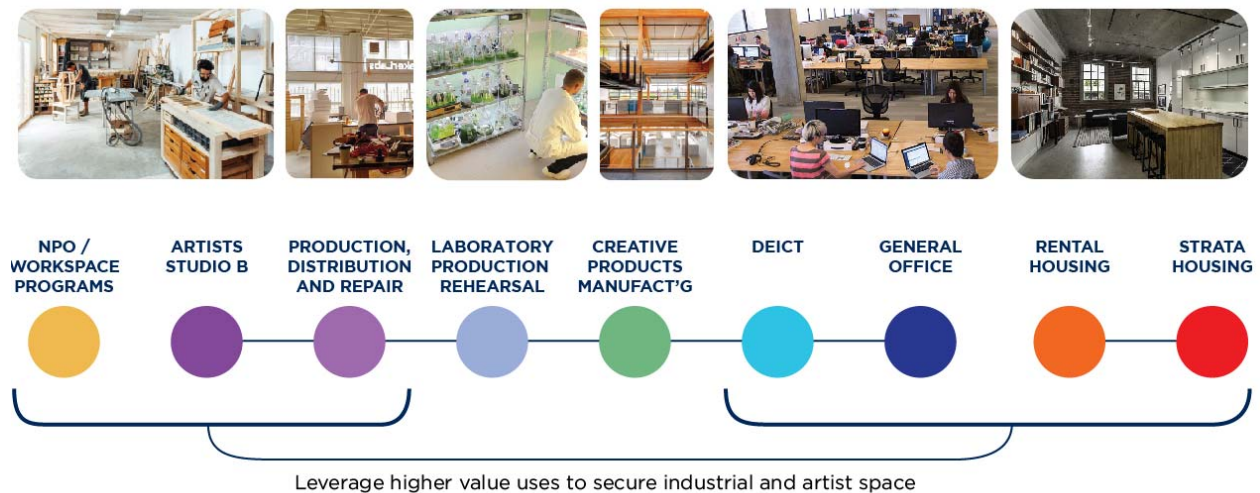 NPO /
WORKSPACE
PROGRAMS
ARTISTS
STUDIO B
PRODUCTION,
DISTRIBUTION
AND REPAIR
LABORATORY
PRODUCTION
REHEARSAL
CREATIVE
PRODUCTS
MANUFACT'G
DEICT
GENERAL
OFFICE
RENTAL
HOUSING
STRATA
HOUSING
Leverage higher value uses to secure industrial and artist space